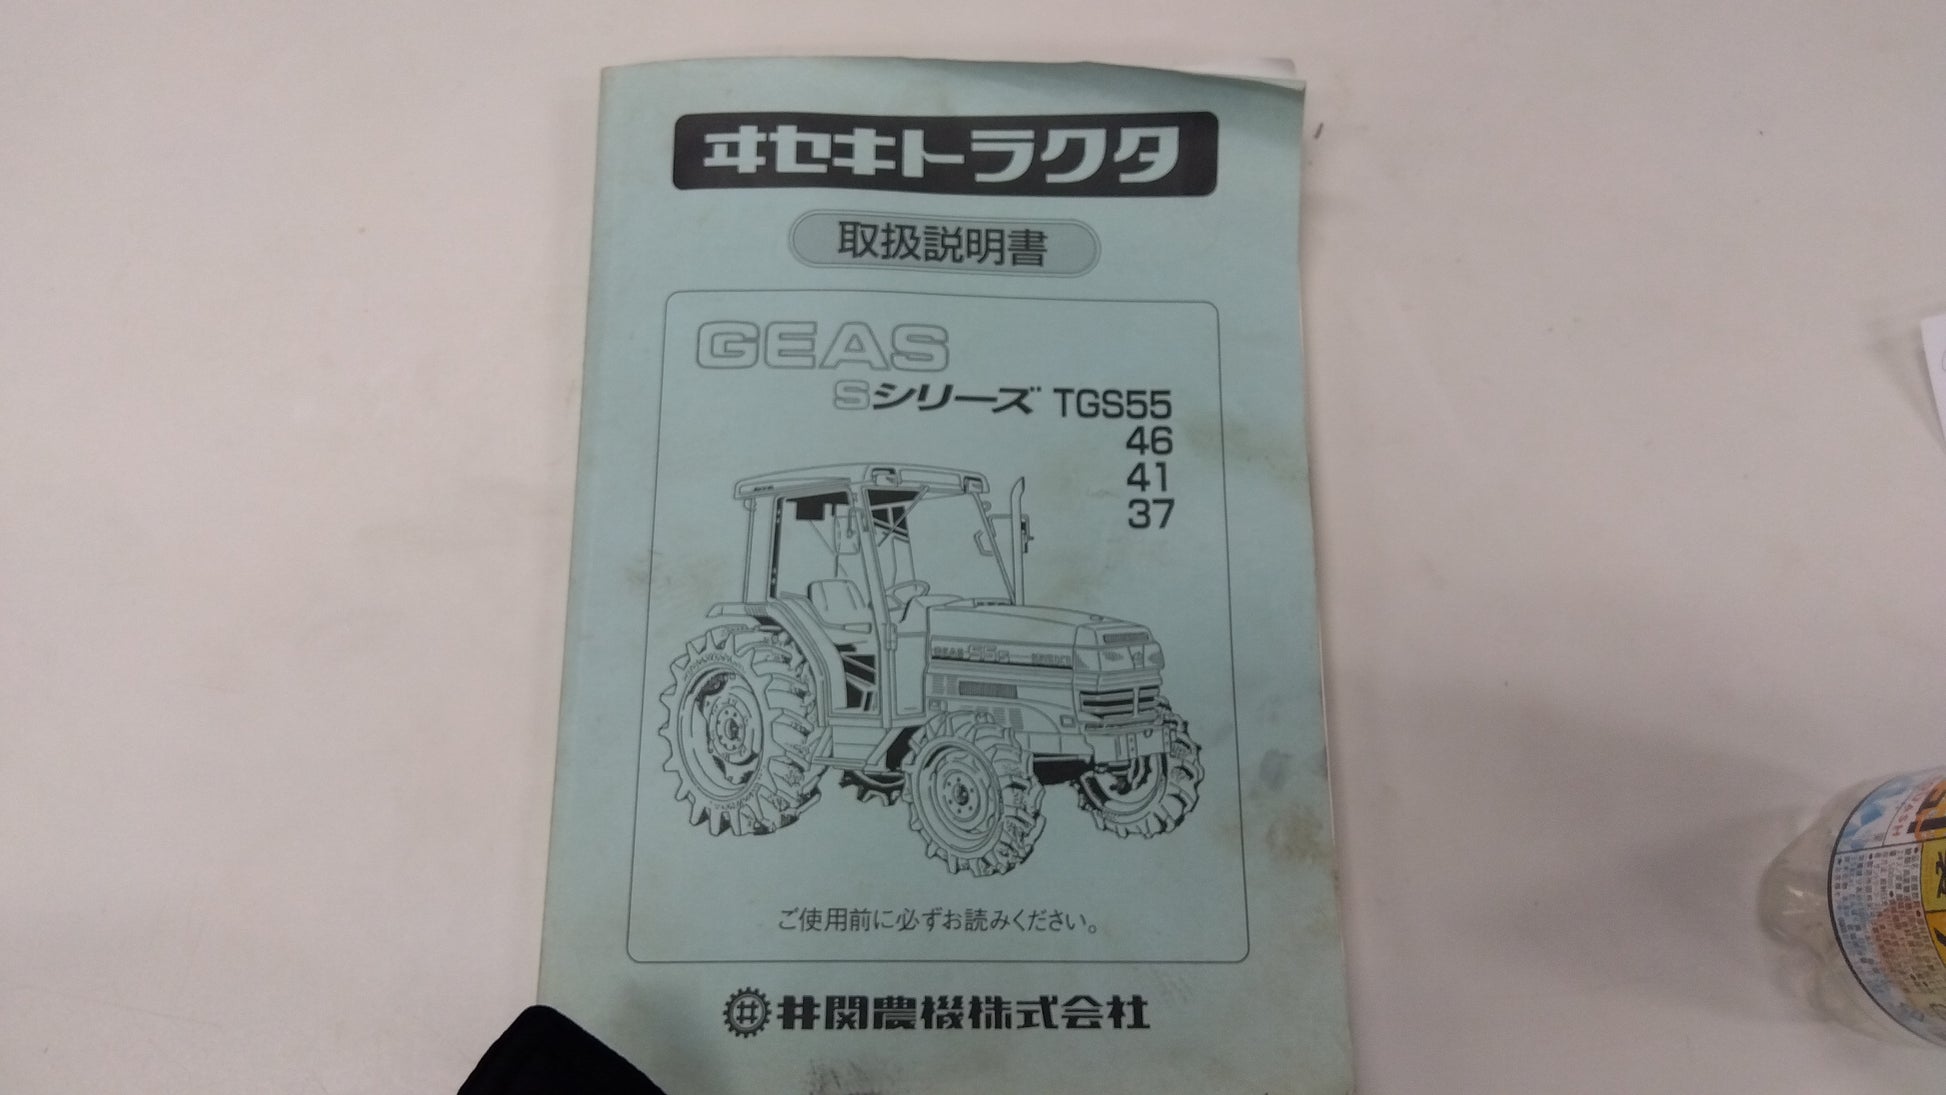 ヰセキトラクタ
取扱説明書
GEAS
Sシリーズ TGS55
46
41
37
GEAS 55S
ご使用前に必ずお読みください。
井関農機株式会社